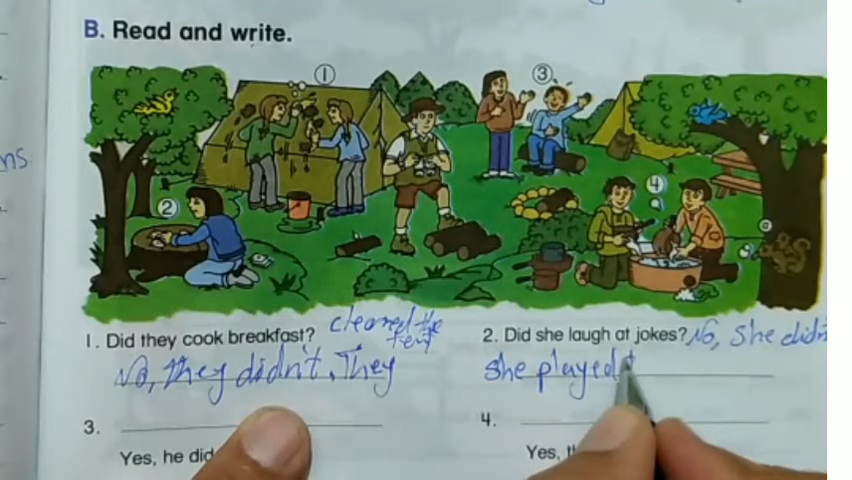 ns.
B. Read and write.
1
3
2
4
cleaned the
1. Did they cook breakfast? tent
2. Did she laugh at jokes? No, she didn
No, they didn't. They
she played
3.
4.
Yes, he did
Yes, t